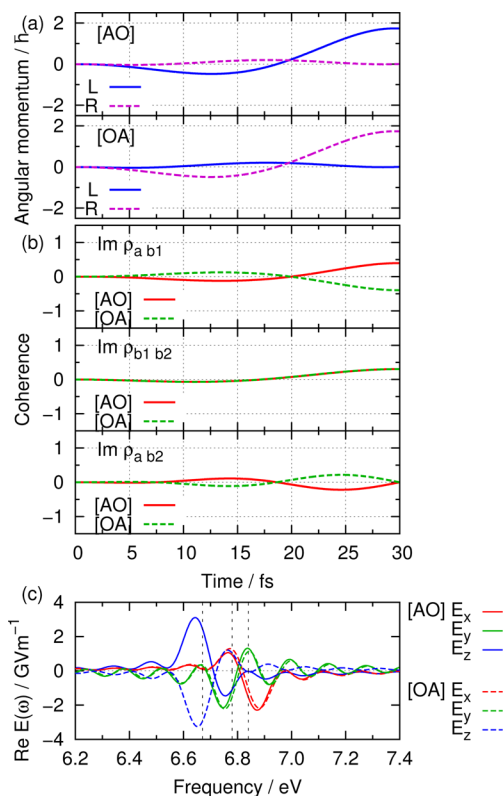 (a)
Angular momentum / ħ
2
[AO]
0
L
R
−2
2
[OA]
0
L
R
−2
(b)
Coherence
1
Im ρa b1
0
[AO]
[OA]
−1
1
Im ρb1 b2
0
[AO]
[OA]
−1
1
Im ρa b2
0
[AO]
[OA]
−1
0 5 10 15 20 25 30
Time / fs
(c)
Re E(ω) / GVm−1
4
2
0
−2
−4
6.2 6.4 6.6 6.8 7.0 7.2 7.4
Frequency / eV
[AO] Ex
Ey
Ez
[OA] Ex
Ey
Ez